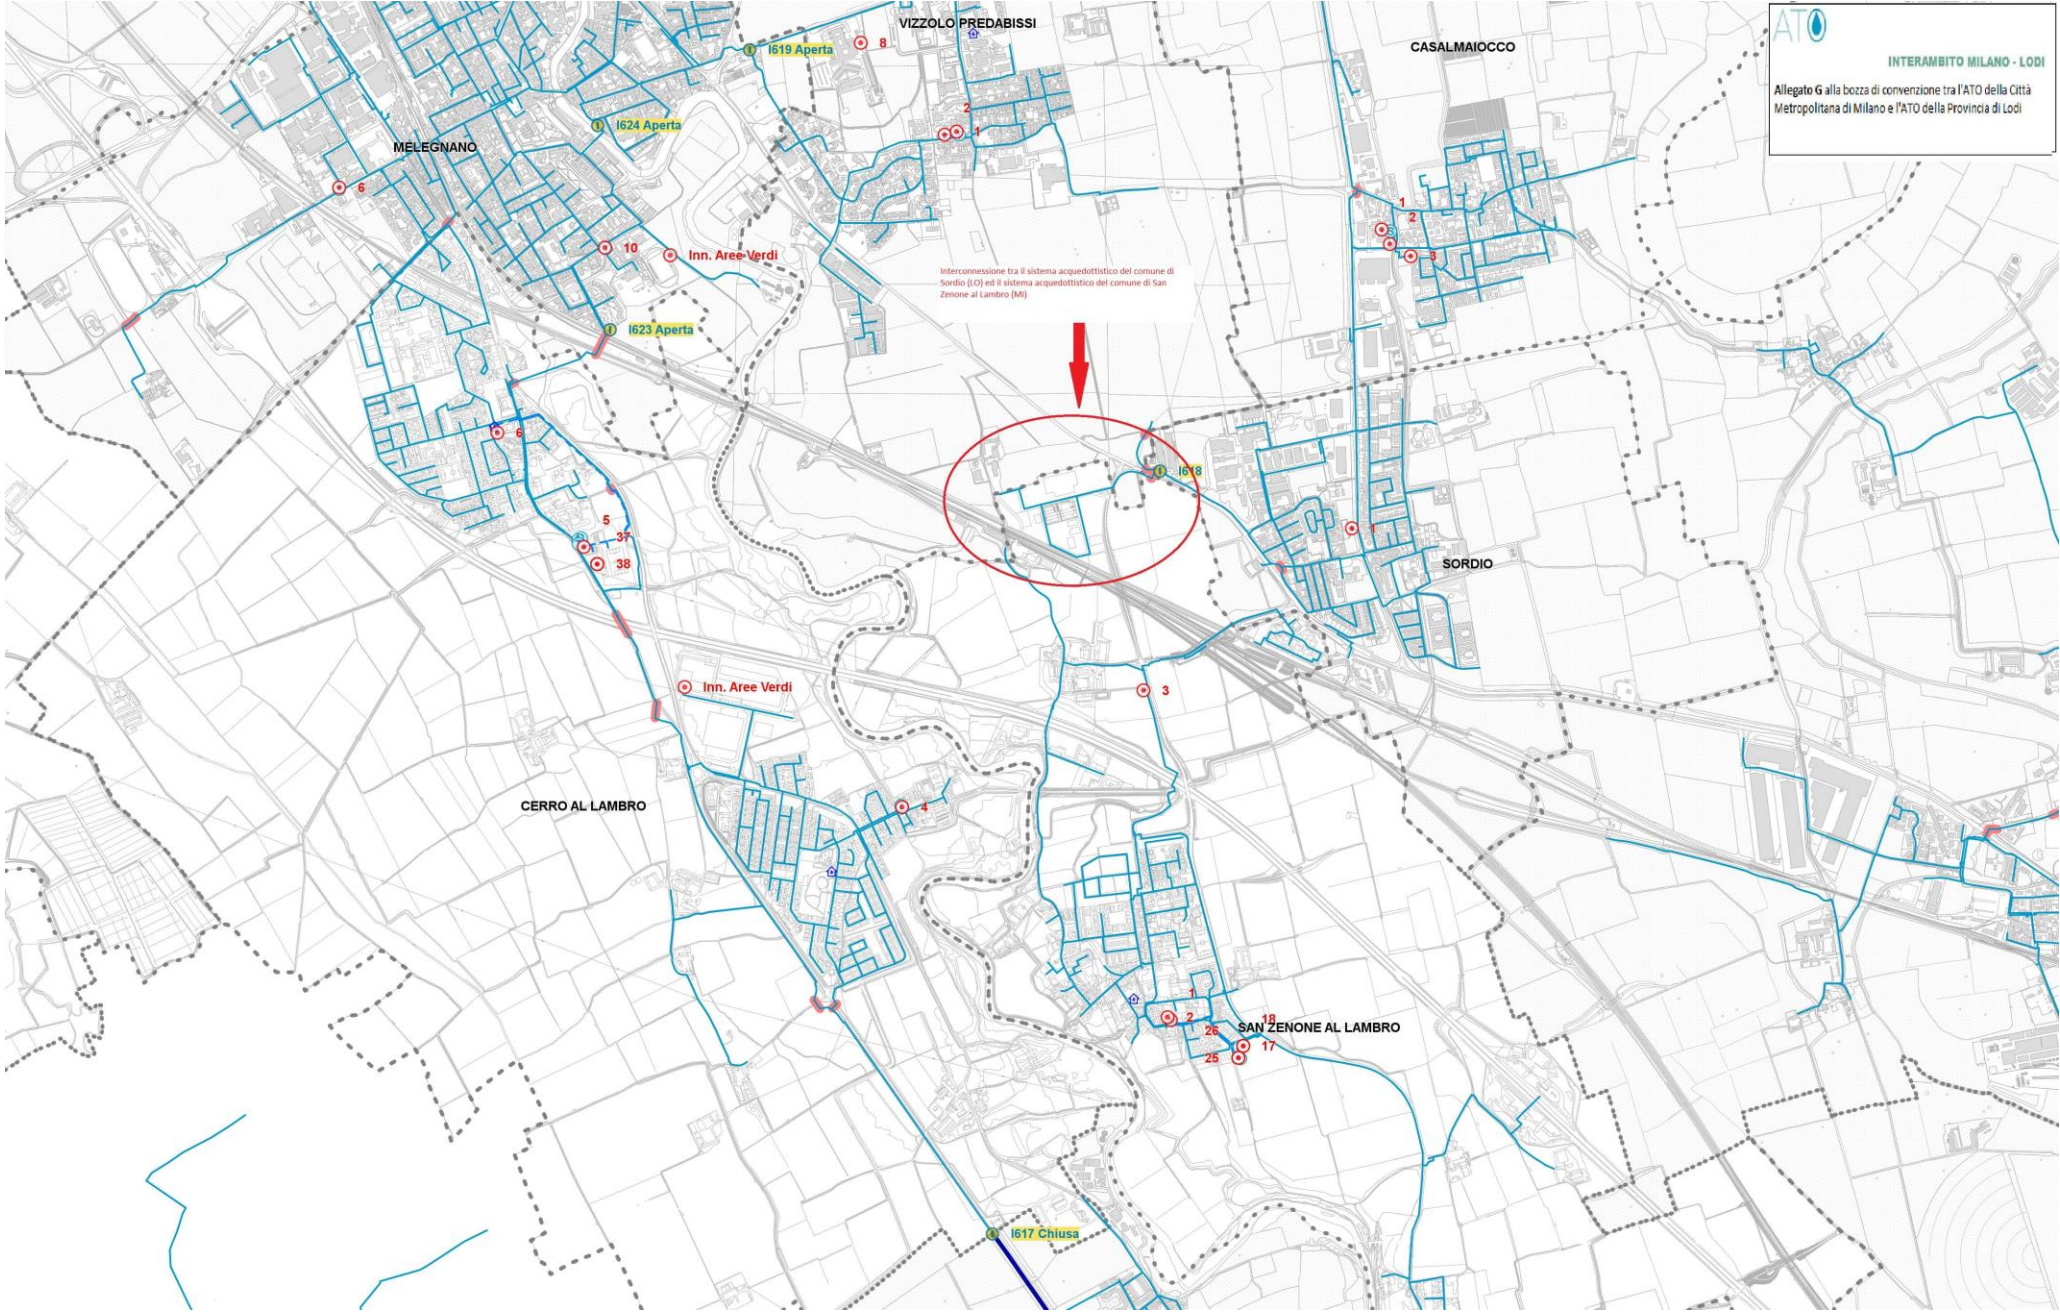 VIZZOLO PREDABISSI
CASALMAIOCCO
ATO
INTERAMBITO MILANO - LODI
Allegato G alla bozza di convenzione tra l'ATO della Città
Metropolitana di Milano e l'ATO della Provincia di Lodi
I619 Aperta
8
2
1
I624 Aperta
MELEGNANO
6
1
2
3
10
Inn. Aree Verdi
Interconnessione tra il sistema acquedottistico del comune di
Sordio (LO) ed il sistema acquedottistico del comune di San
Zenone al Lambro (MI)
I623 Aperta
6
I618
5
37
38
1
SORDIO
Inn. Aree Verdi
3
CERRO AL LAMBRO
4
1
2
18
26
SAN ZENONE AL LAMBRO
17
25
I617 Chiusa